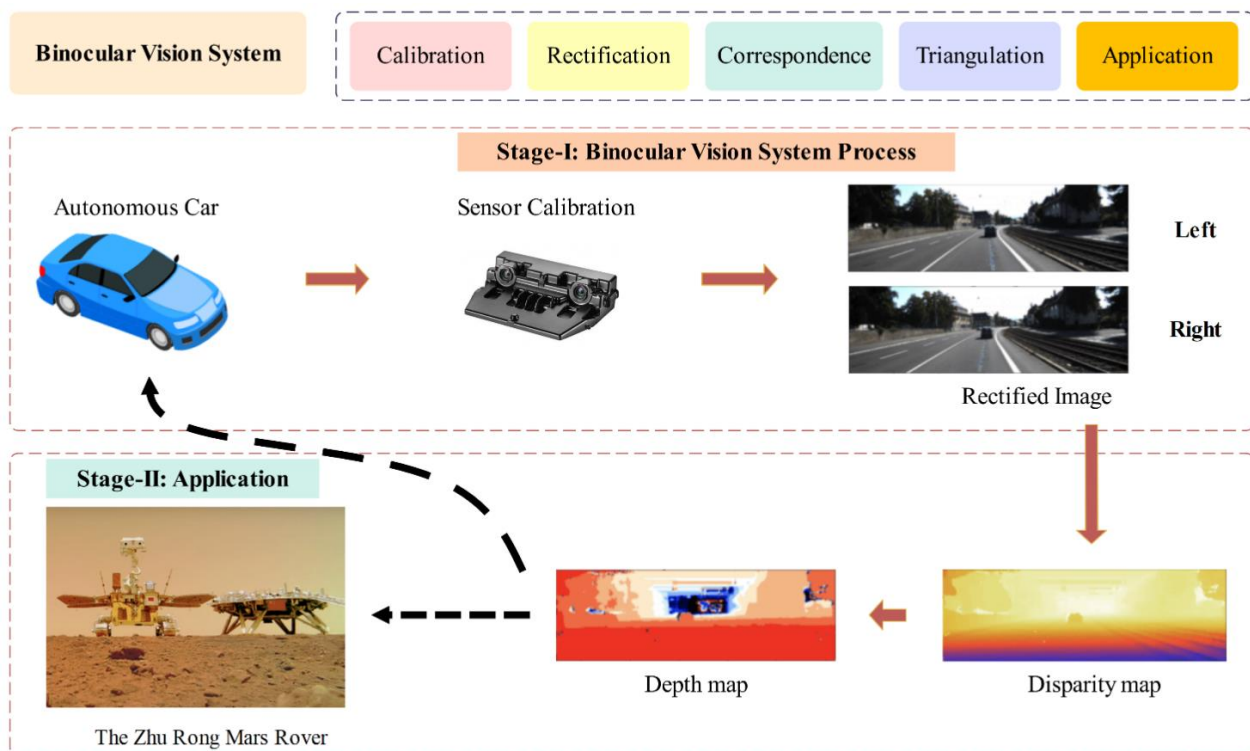 Binocular Vision System
Calibration
Rectification
Correspondence
Triangulation
Application
Stage-I: Binocular Vision System Process
Autonomous Car
Sensor Calibration
Left
Right
Rectified Image
Stage-II: Application
Depth map
Disparity map
The Zhu Rong Mars Rover